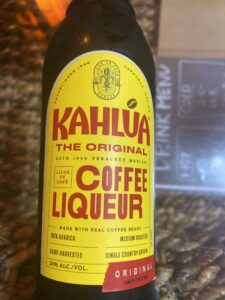 KAHLÚA
THE ORIGINAL
ESTD 1936 VERACRUZ MEXICO
LICOR DE CAFÉ
COFFEE
LIQUEUR
MADE WITH REAL COFFEE BEANS
100% ARABICA
MEDIUM ROASTED
HAND-HARVESTED
SINGLE COUNTRY ORIGIN
20% ALC./VOL.
ORIGINAL
IMPORTED
DRINK MENU